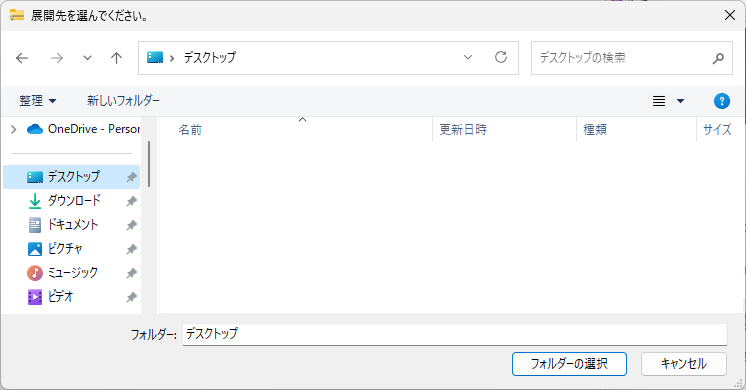 展開先を選んでください。
デスクトップ
デスクトップの検索
整理
新しいフォルダー
OneDrive - Person
名前
更新日時
種類
サイズ
デスクトップ
ダウンロード
ドキュメント
ピクチャ
ミュージック
ビデオ
フォルダー: デスクトップ
フォルダーの選択
キャンセル